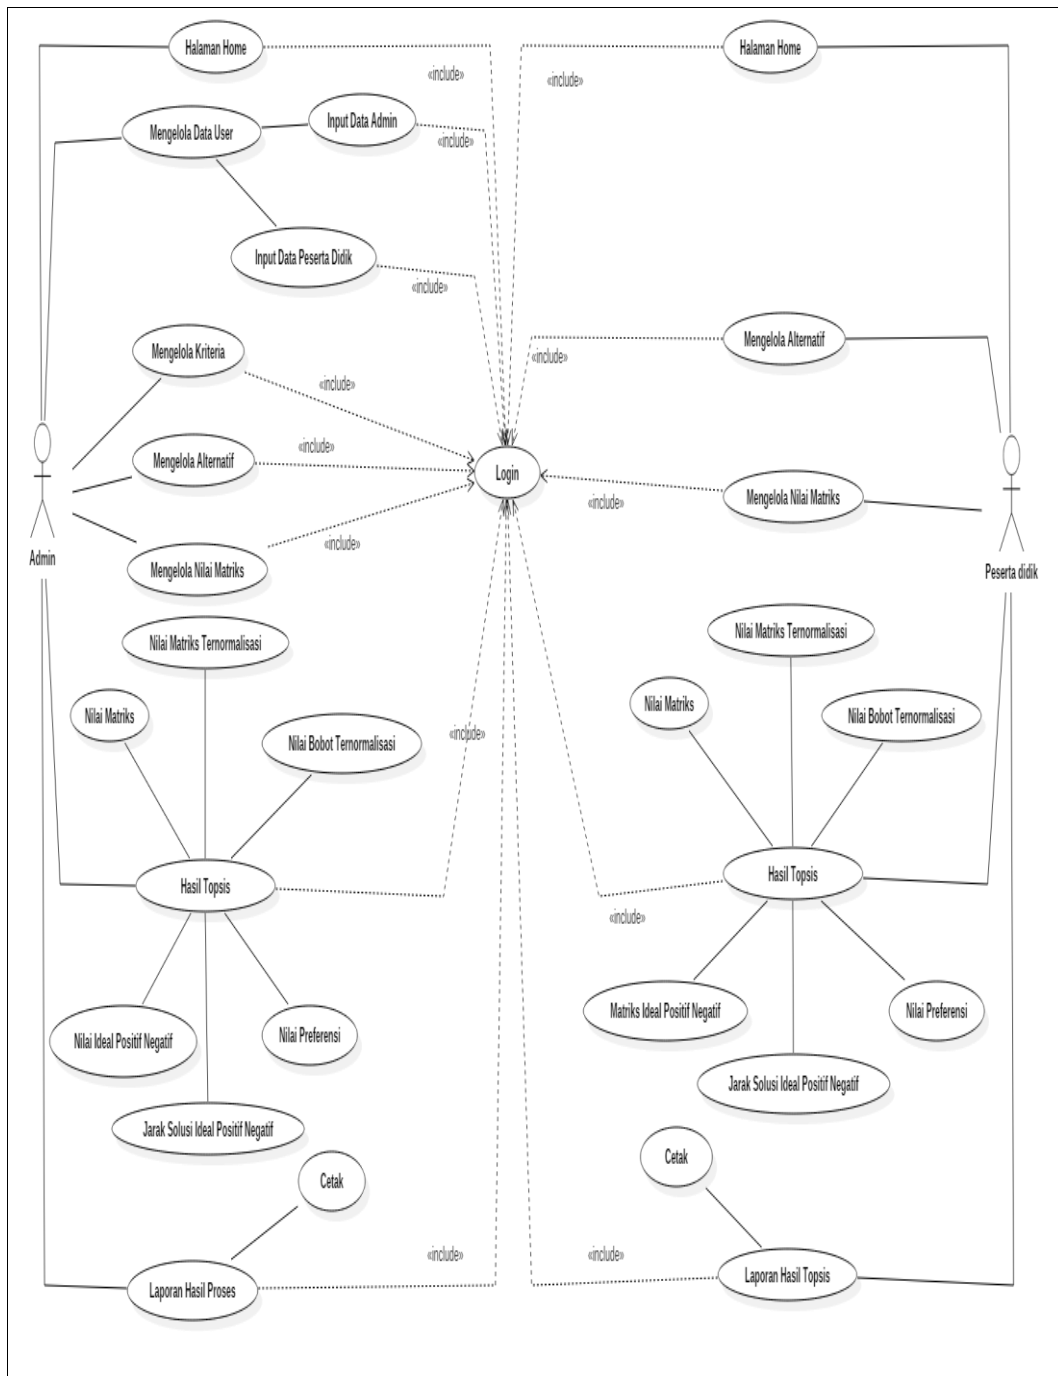 Halaman Home
Halaman Home
«include»
«include»
Input Data Admin
Mengelola Data User
«include»
Input Data Peserta Didik
«include»
Mengelola Alternatif
Mengelola Kriteria
«include»
«include»
«include»
Mengelola Alternatif
Login
Mengelola Nilai Matriks
«include»
«include»
Admin
Mengelola Nilai Matriks
Peserta didik
Nilai Matriks Ternormalisasi
Nilai Matriks Ternormalisasi
Nilai Matriks
Nilai Matriks
Nilai Bobot Ternormalisasi
«include»
Nilai Bobot Ternormalisasi
Hasil Topsis
Hasil Topsis
«include»
Matriks Ideal Positif Negatif
Nilai Preferensi
Nilai Ideal Positif Negatif
Nilai Preferensi
Jarak Solusi Ideal Positif Negatif
Jarak Solusi Ideal Positif Negatif
Cetak
Cetak
«include»
«include»
Laporan Hasil Topsis
Laporan Hasil Proses